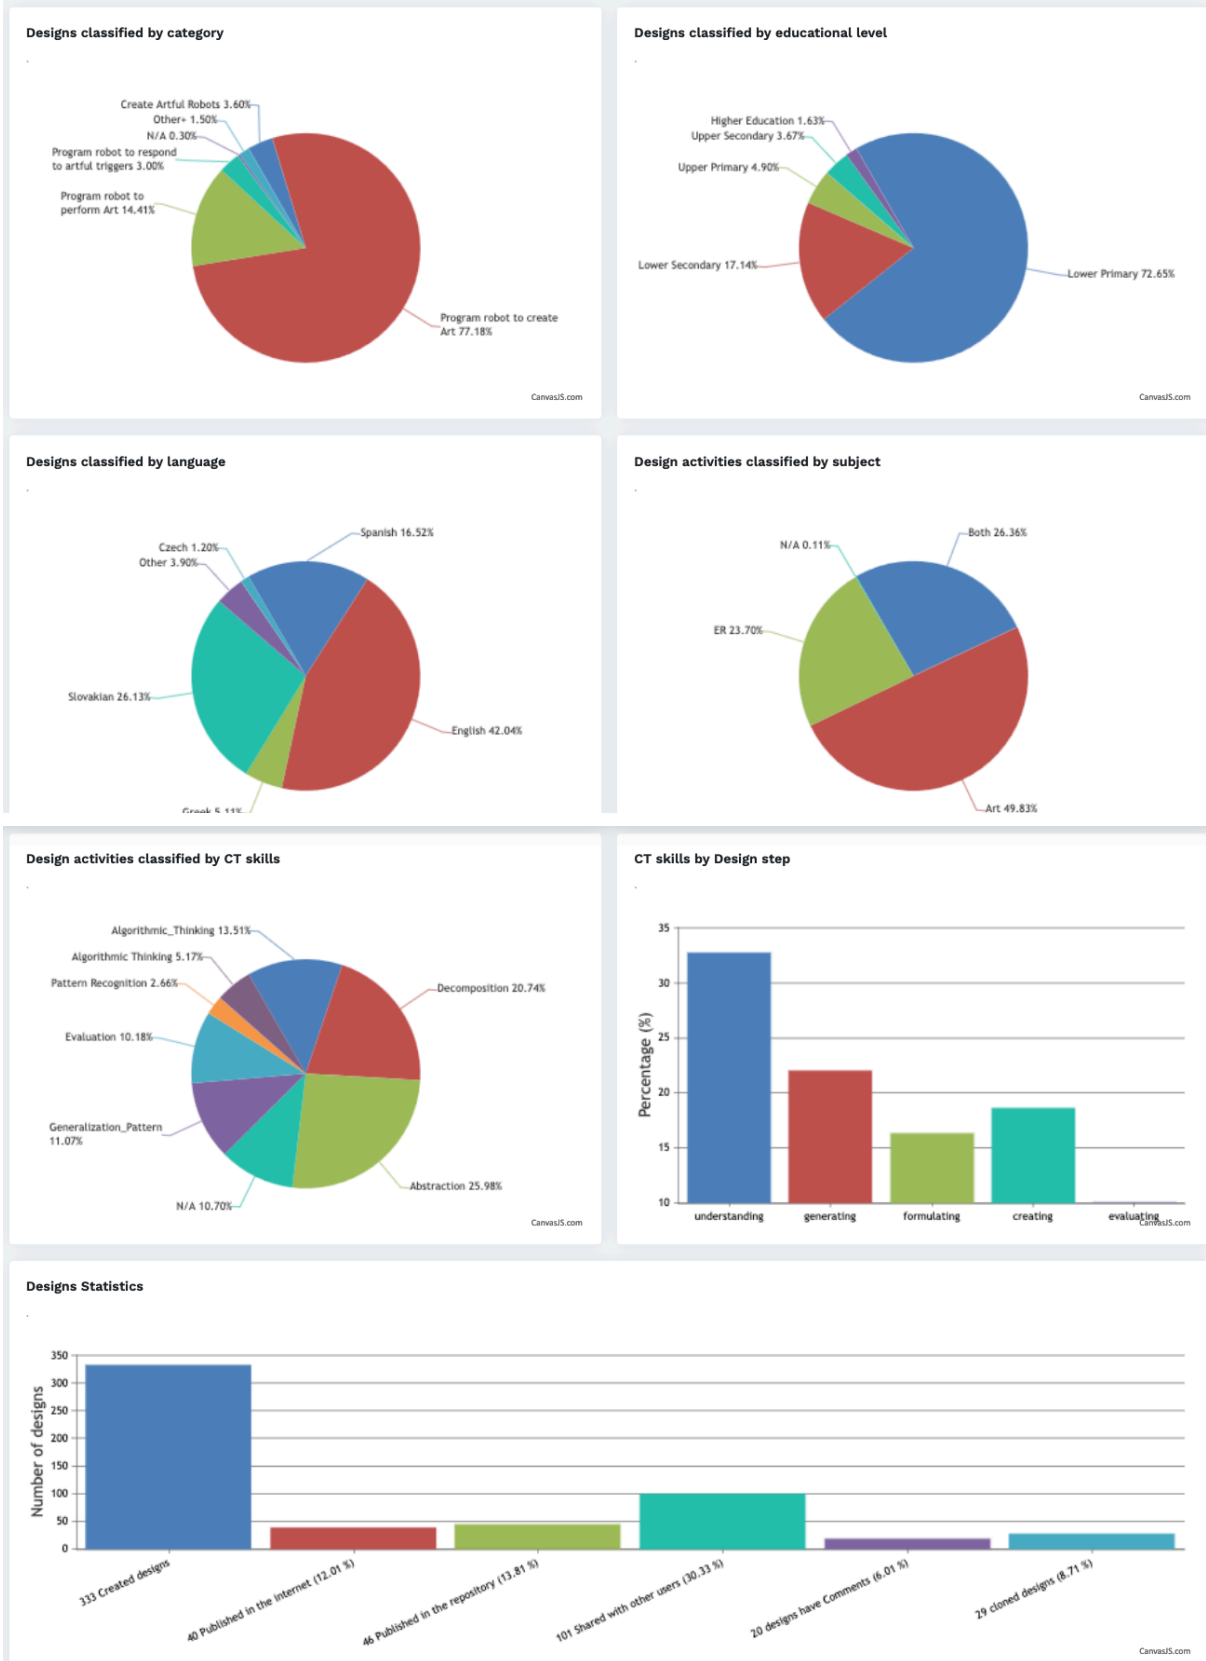 Designs classified by category
.
Create Artful Robots 3.60%
Other+ 1.50%
N/A 0.30%
Program robot to respond
to artful triggers 3.00%
Program robot to
perform Art 14.41%
Program robot to create
Art 77.18%
CanvasJS.com
Designs classified by educational level
.
Higher Education 1.63%
Upper Secondary 3.67%
Upper Primary 4.90%
Lower Secondary 17.14%
Lower Primary 72.65%
CanvasJS.com
Designs classified by language
.
Spanish 16.52%
Czech 1.20%
Other 3.90%
Slovakian 26.13%
English 42.04%
Greek 5.11%
Design activities classified by subject
.
Both 26.36%
N/A 0.11%
ER 23.70%
Art 49.83%
Design activities classified by CT skills
.
Algorithmic_Thinking 13.51%
Algorithmic Thinking 5.17%
Pattern Recognition 2.66%
Decomposition 20.74%
Evaluation 10.18%
Generalization_Pattern
11.07%
Abstraction 25.98%
N/A 10.70%
CanvasJS.com
CT skills by Design step
.
Percentage (%)
35
30
25
20
15
10
understanding
generating
formulating
creating
evaluating
CanvasJS.com
Designs Statistics
.
Number of designs
350
300
250
200
150
100
50
0
333 Created designs
40 Published in the internet (12.01 %)
46 Published in the repository (13.81 %)
101 Shared with other users (30.33 %)
20 designs have Comments (6.01 %)
29 cloned designs (8.71 %)
CanvasJS.com